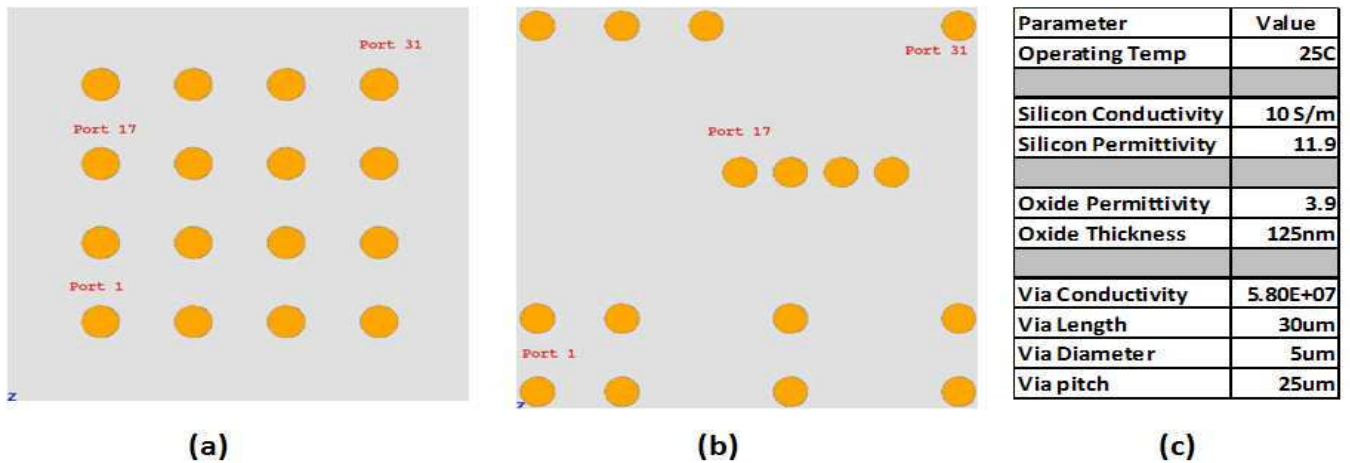 Port 31
Port 17
Port 1
z
(a)
Port 31
Port 17
Port 1
z
(b)
Parameter Value
Operating Temp 25C
Silicon Conductivity 10 S/m
Silicon Permittivity 11.9
Oxide Permittivity 3.9
Oxide Thickness 125nm
Via Conductivity 5.80E+07
Via Length 30um
Via Diameter 5um
Via pitch 25um
(c)